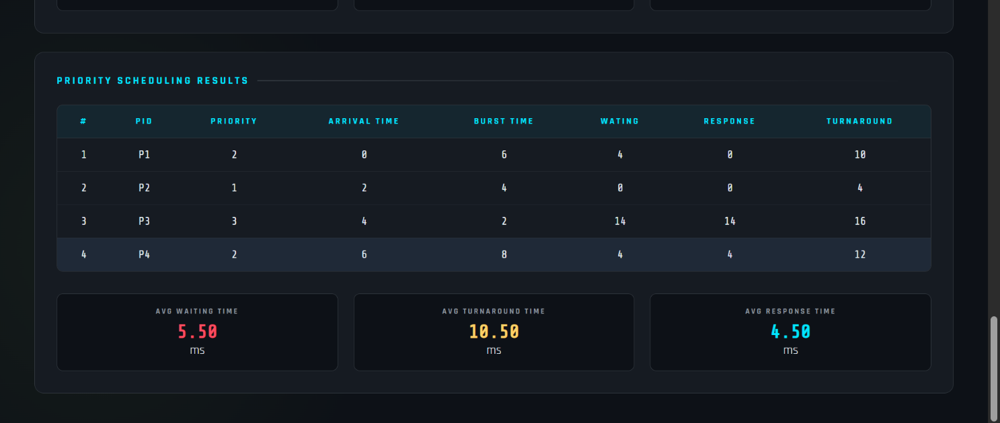 PRIORITY SCHEDULING RESULTS
# PID PRIORITY ARRIVAL TIME BURST TIME WATING RESPONSE TURNAROUND
1 P1 2 0 6 4 0 10
2 P2 1 2 4 0 0 4
3 P3 3 4 2 14 14 16
4 P4 2 6 8 4 4 12
AVG WAITING TIME AVG TURNAROUND TIME AVG RESPONSE TIME
5.50 10.50 4.50
ms ms ms